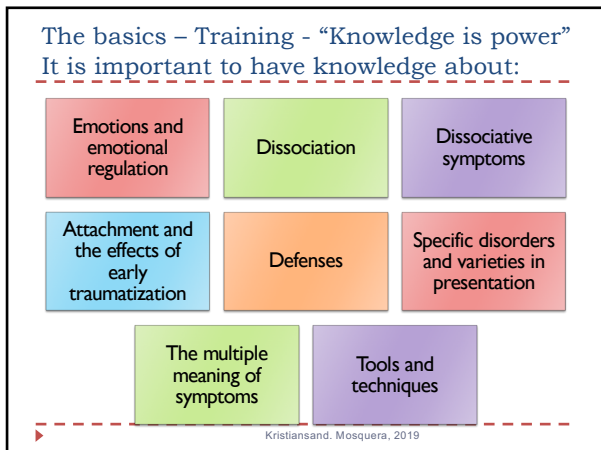 The basics – Training - “Knowledge is power”
It is important to have knowledge about:
Emotions and
emotional
regulation
Dissociation
Dissociative
symptoms
Attachment and
the effects of
early
traumatization
Defenses
Specific disorders
and varieties in
presentation
The multiple
meaning of
symptoms
Tools and
techniques
Kristiansand. Mosquera, 2019